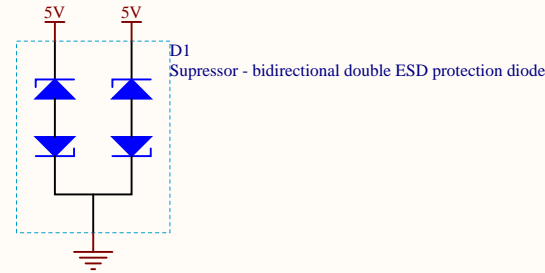 5V 5V
D1
Supressor - bidirectional double ESD protection diode